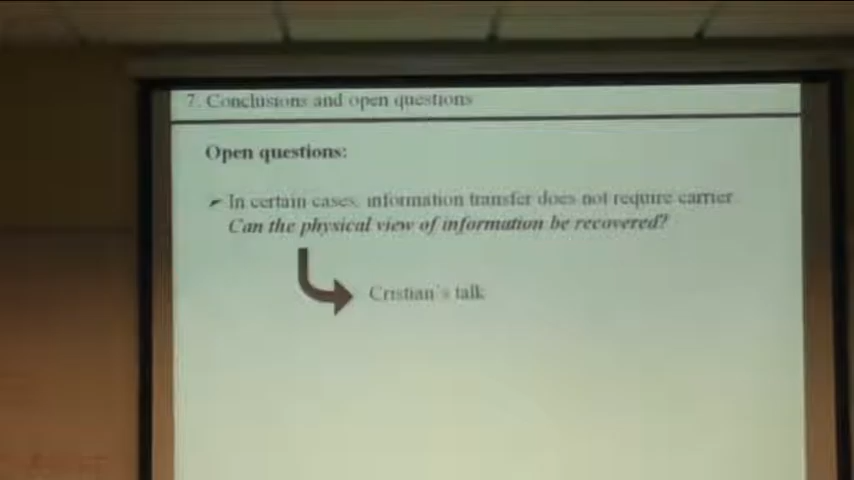 7. Conclusions and open questions
Open questions:
➤ In certain cases, information transfer does not require carrier.
Can the physical view of information be recovered?
Cristian's talk